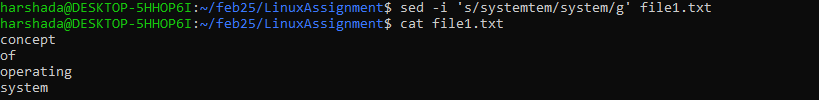 harshada@DESKTOP-5HHOP6I:~/feb25/LinuxAssignment$ sed -i 's/systemtem/system/g' file1.txt
harshada@DESKTOP-5HHOP6I:~/feb25/LinuxAssignment$ cat file1.txt
concept
of
operating
system